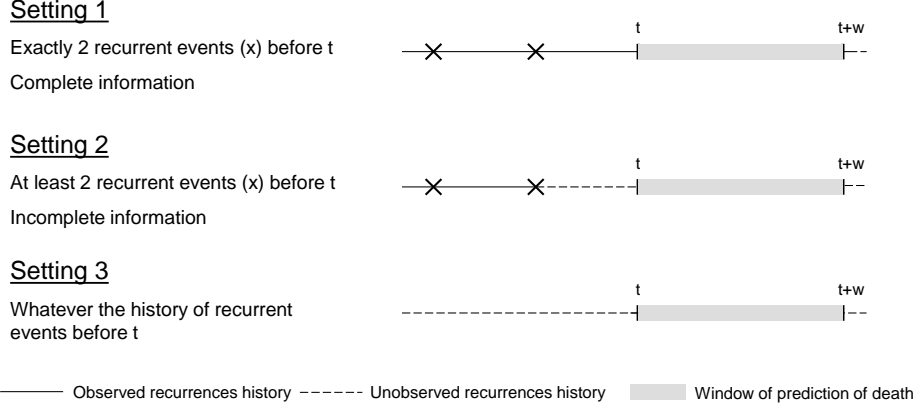 Setting 1
Exactly 2 recurrent events (x) before t
Complete information
t t+w
Setting 2
At least 2 recurrent events (x) before t
Incomplete information
t t+w
Setting 3
Whatever the history of recurrent
events before t
t t+w
Observed recurrences history Unobserved recurrences history Window of prediction of death